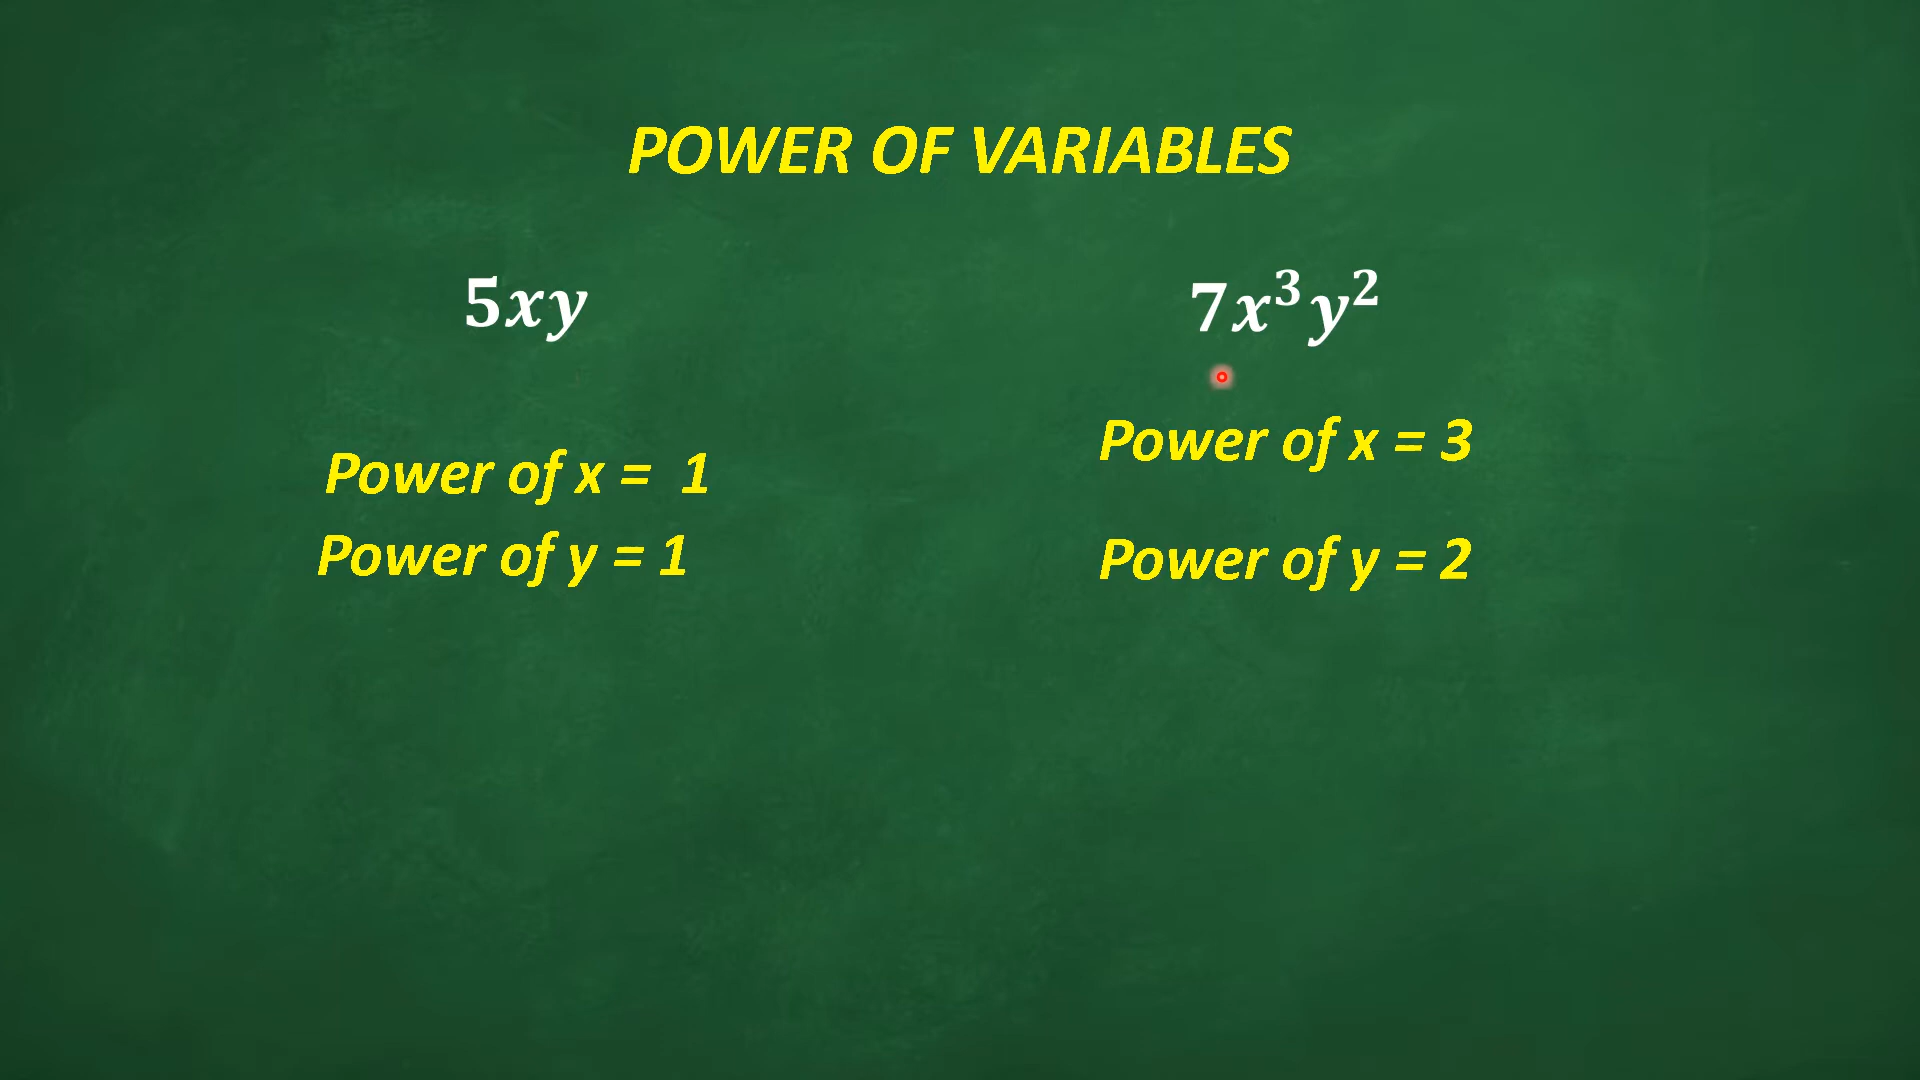 POWER OF VARIABLES
5xy
Power of x = 1
Power of y = 1
7x³y²
Power of x = 3
Power of y = 2